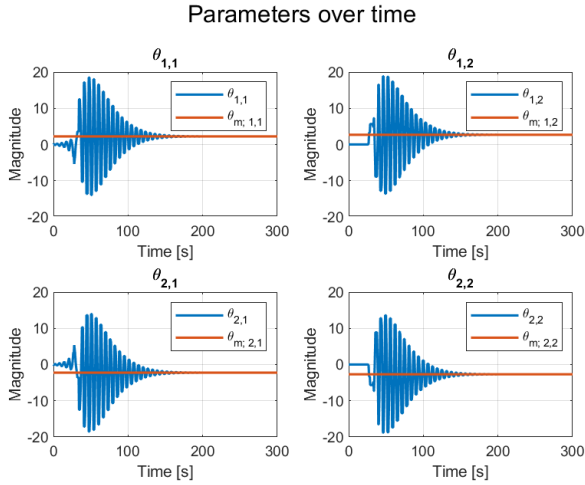 Parameters over time
θ1,1
20
10
0
-10
-20
Magnitude
0 100 200 300
Time [s]
θ1,1
θm; 1,1
θ1,2
20
10
0
-10
-20
Magnitude
0 100 200 300
Time [s]
θ1,2
θm; 1,2
θ2,1
20
10
0
-10
-20
Magnitude
0 100 200 300
Time [s]
θ2,1
θm; 2,1
θ2,2
20
10
0
-10
-20
Magnitude
0 100 200 300
Time [s]
θ2,2
θm; 2,2